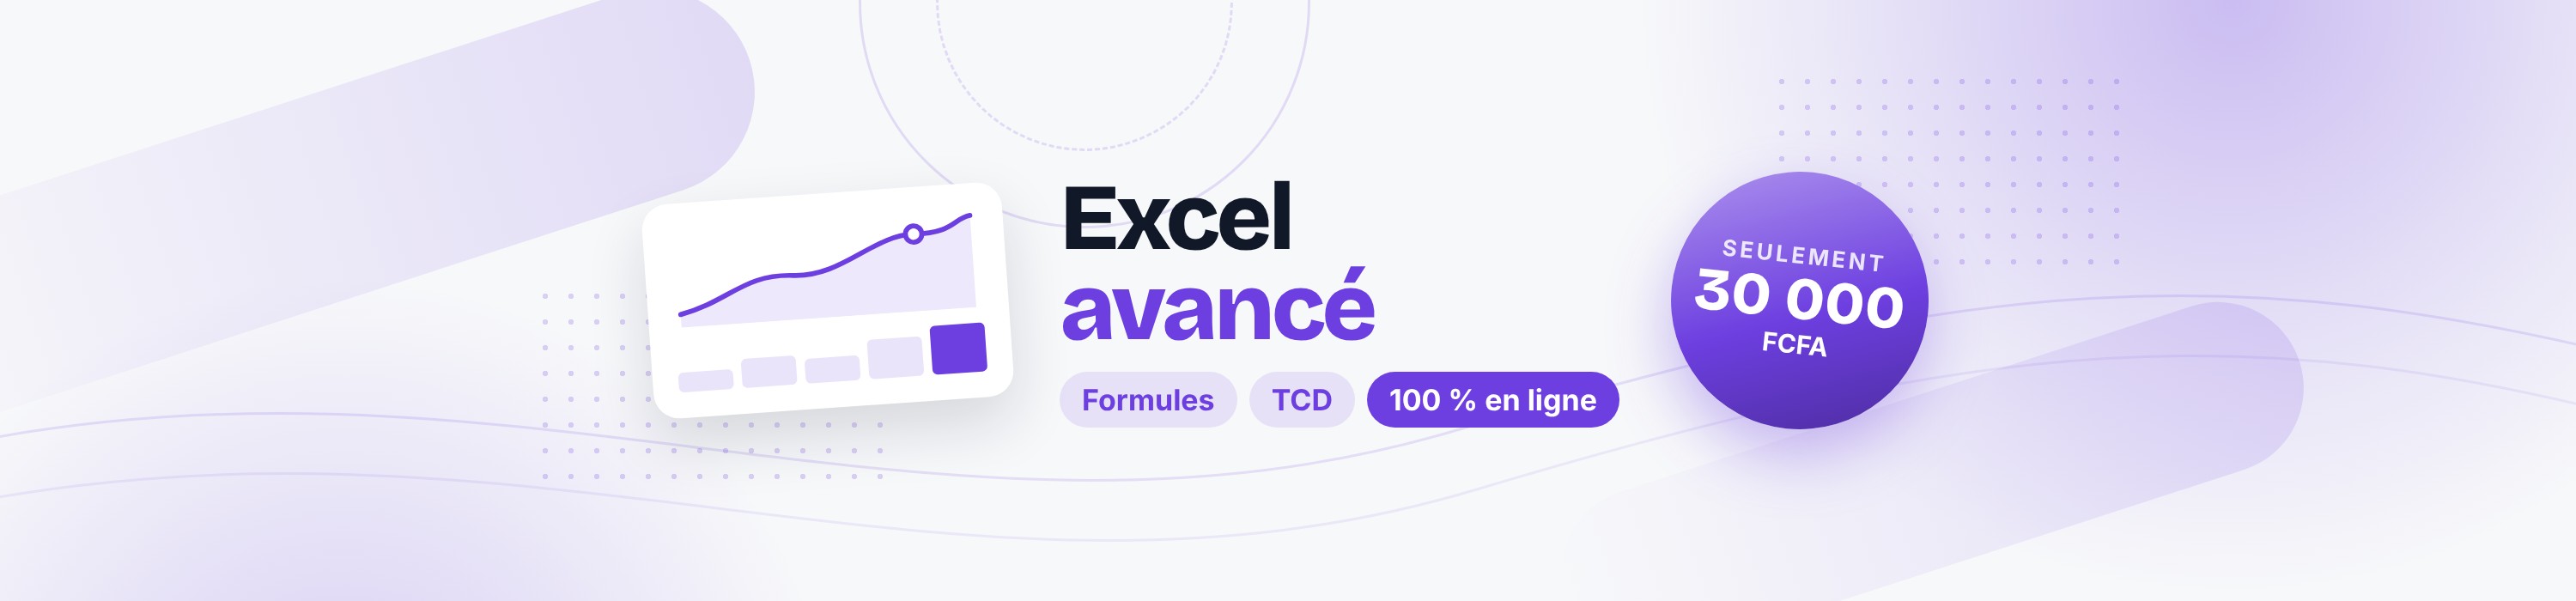 Excel
avancé
Formules
TCD
100 % en ligne
SEULEMENT
30 000
FCFA